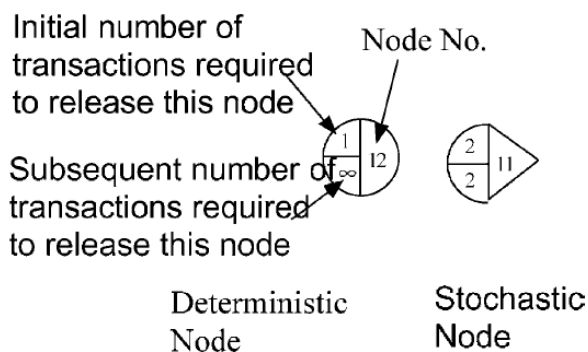 Initial number of
transactions required
to release this node
Node No.
1
12
∞
2
11
2
Subsequent number of
transactions required
to release this node
Deterministic
Node
Stochastic
Node